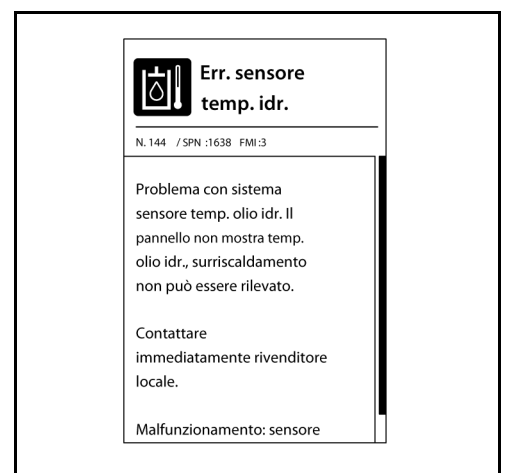 Err. sensore
temp. idr.
N. 144 / SPN :1638 FMI :3
Problema con sistema
sensore temp. olio idr. Il
pannello non mostra temp.
olio idr., surriscaldamento
non può essere rilevato.
Contattare
immediatamente rivenditore
locale.
Malfunzionamento: sensore